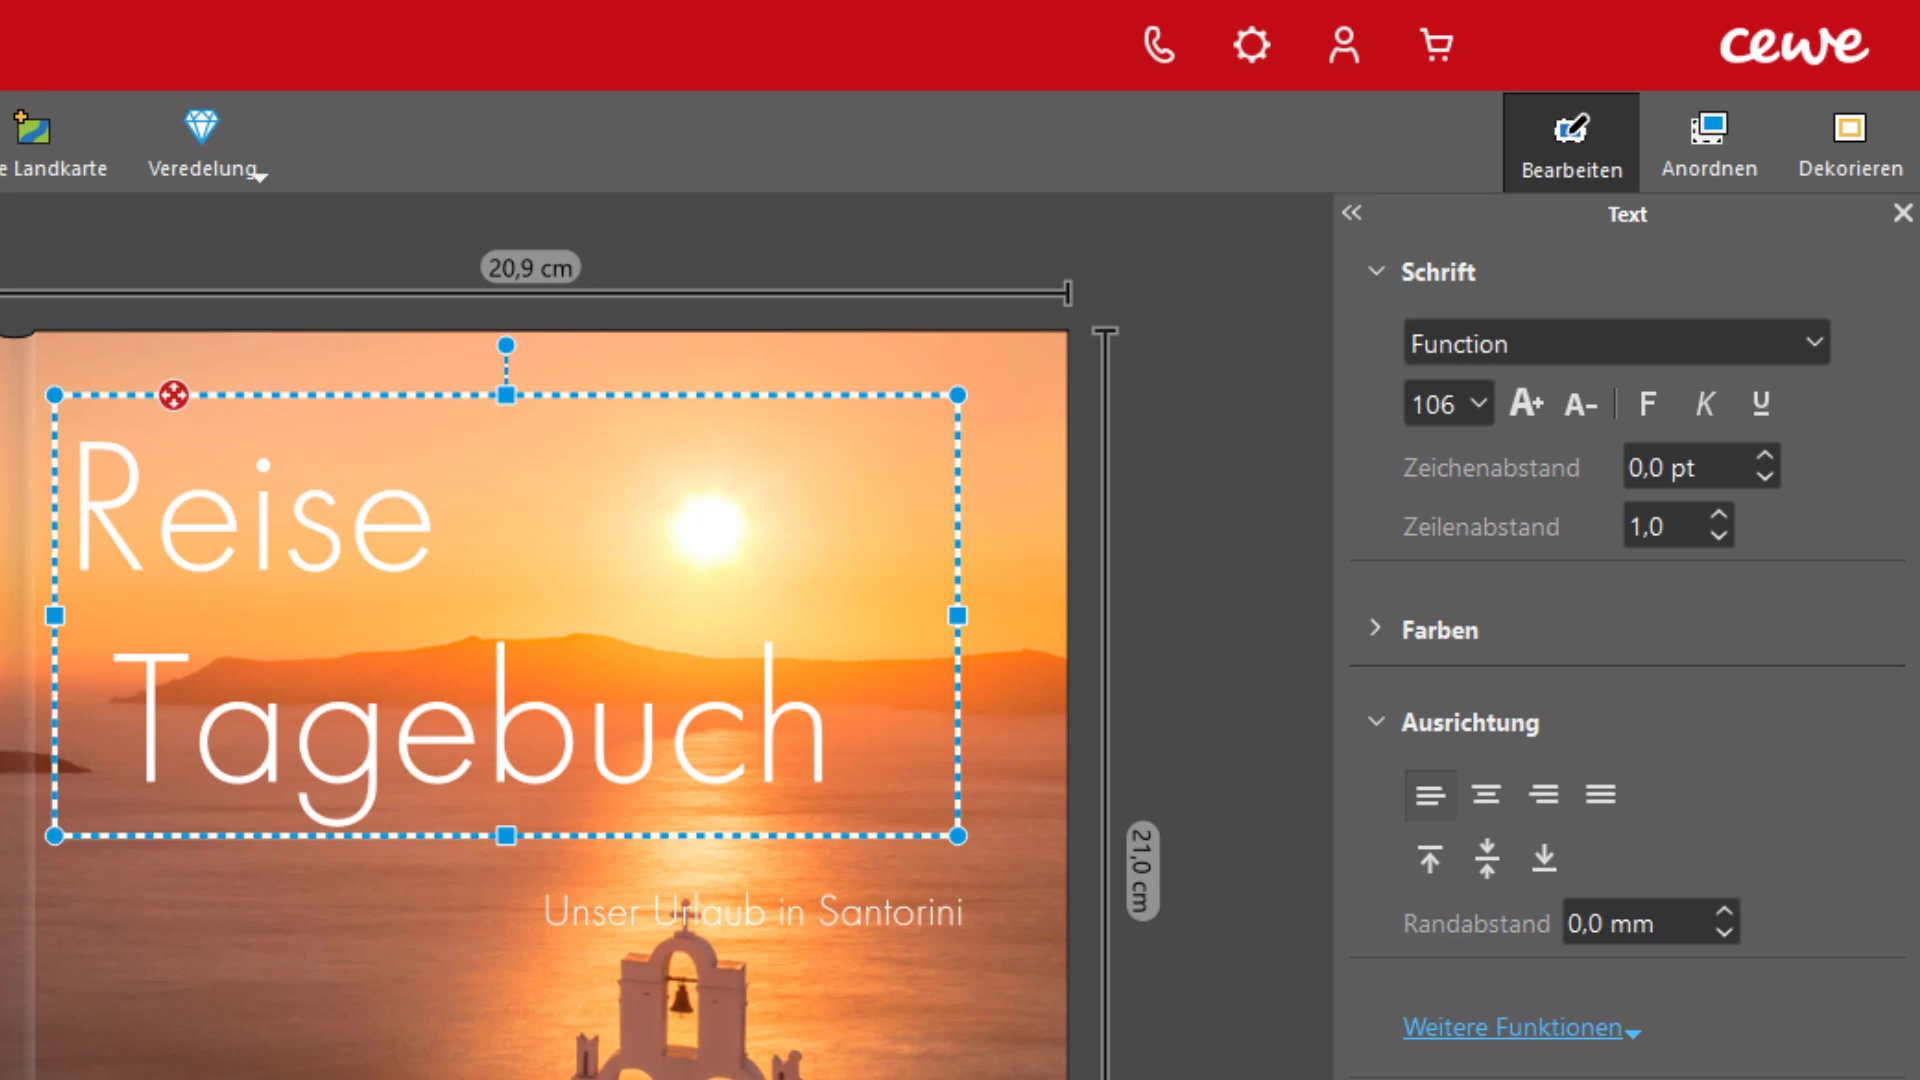 cewe
e Landkarte
Veredelung
Bearbeiten
Anordnen
Dekorieren
Text
20,9 cm
Schrift
Function
106 A+ A- F K U
Zeichenabstand 0,0 pt
Zeilenabstand 1,0
Farben
Ausrichtung
Randabstand 0,0 mm
Weitere Funktionen
Reise
Tagebuch
21,0 cm
Unser Urlaub in Santorini